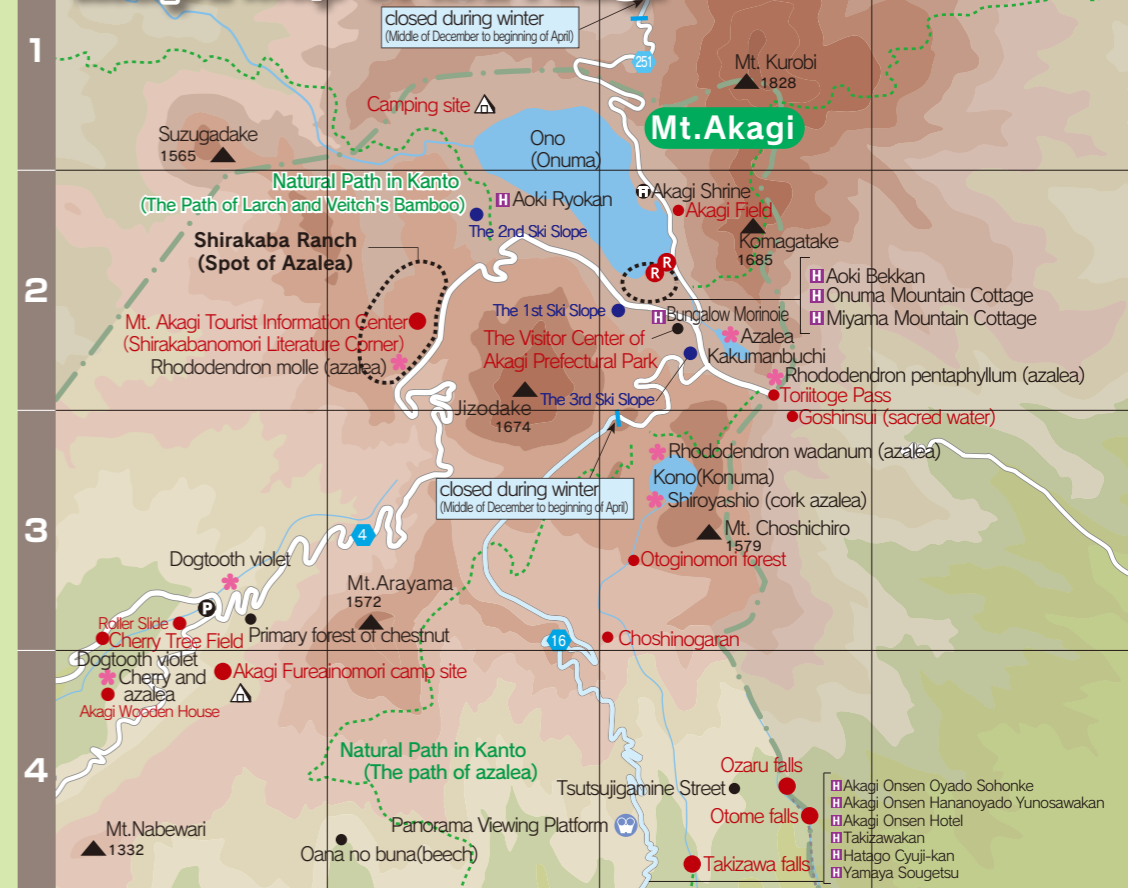 closed during winter
(Middle of December to beginning of April)
1
251
Mt. Kurobi
1828
Camping site
Mt.Akagi
Suzugadake
1565
Ono
(Onuma)
Natural Path in Kanto
(The Path of Larch and Veitch's Bamboo)
H Aoki Ryokan
Akagi Shrine
Akagi Field
The 2nd Ski Slope
Shirakaba Ranch
(Spot of Azalea)
Komagatake
1685
R
R
2
H Aoki Bekkan
H Onuma Mountain Cottage
H Miyama Mountain Cottage
The 1st Ski Slope
H Bungalow Morinoie
Mt. Akagi Tourist Information Center
(Shirakabanomori Literature Corner)
The Visitor Center of
Akagi Prefectural Park
Azalea
Kakumanbuchi
Rhododendron molle (azalea)
Rhododendron pentaphyllum (azalea)
The 3rd Ski Slope
Toriitoge Pass
Jizodake
1674
Goshinsui (sacred water)
Rhododendron wadanum (azalea)
Kono(Konuma)
closed during winter
(Middle of December to beginning of April)
Shiroyashio (cork azalea)
3
4
Mt. Choshichiro
1579
Dogtooth violet
Otoginomori forest
Mt.Arayama
1572
P
Roller Slide
Cherry Tree Field
Primary forest of chestnut
16
Choshinogaran
Dogtooth violet
Cherry and
azalea
Akagi Fureainomori camp site
Akagi Wooden House
Natural Path in Kanto
(The path of azalea)
4
Ozaru falls
Tsutsujigamine Street
Otome falls
H Akagi Onsen Oyado Sohonke
H Akagi Onsen Hananoyado Yunosawakan
H Akagi Onsen Hotel
H Takizawakan
H Hatago Cyuji-kan
H Yamaya Sougetsu
Panorama Viewing Platform
Mt.Nabewari
1332
Oana no buna(beech)
Takizawa falls